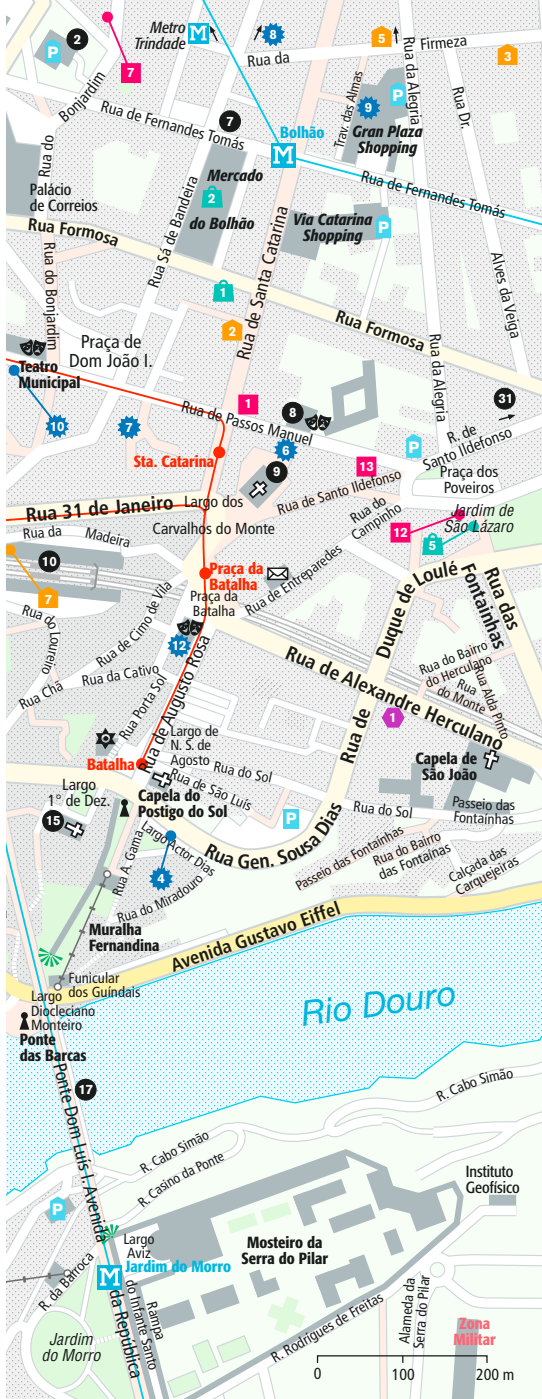 Metro
Trindade
M
8
5
Firmeza
2
P
7
Rua da
3
Bonjardim
Rua do
Rua de Fernandes Tomás
7
Bolhão
M
Trav. das Almas
9
Gran Plaza
Shopping
P
Rua da Alegria
Rua Dr.
Alves da Veiga
Rua de Fernandes Tomás
Palácio
de Correios
Mercado
2
do Bolhão
Rua Sá de Bandeira
Via Catarina
Shopping
P
Rua Formosa
Rua do Bonjardim
1
2
Rua de Santa Catarina
Rua Formosa
Praça de
Dom João I.
Teatro
Municipal
Rua da Alegria
10
7
1
Rua de Passos Manuel
8
31
6
Sta. Catarina
9
13
P
R. de
Santo Ildefonso
Praça dos
Poveiros
Rua de Santo Ildefonso
Rua 31 de Janeiro
Largo dos
Carvalhos do Monte
Rua do
Campinho
Jardim de
São Lázaro
12
5
Rua da
Madeira
10
7
Praça da
Batalha
Praça da
Batalha
Rua de Entreparedes
Duque de Loulé
Rua de
Rua das
Fontainhas
Rua do Loureiro
Rua de Cimo de Vila
12
Rua Chã
Rua da Cativo
Rua Porta Sol
Rua de Augusto Rosa
Rua de Alexandre Herculano
Rua do Bairro
do Herculano
Rua
do Monte
Rua Alda Pinto
1
Batalha
Largo de
N. S. de
Agosto
Rua do Sol
Capela de
São João
Largo
1° de Dez.
15
Capela do
Postigo do Sol
Rua de São Luís
Rua do Sol
Passeio das
Fontainhas
P
Largo Actor Dias
Rua Gen. Sousa Dias
4
Rua A. Gama
Rua do Miradouro
Passeio das Fontainhas
Rua do Bairro
das Fontainhas
Calçada das
Carquejeiras
Muralha
Fernandina
Avenida Gustavo Eiffel
Funicular
dos Guindais
Largo
Diocleciano
Monteiro
Ponte
das Barcas
Rio Douro
17
Ponte Dom Luís I. Avenida
da República
R. Cabo Simão
R. Cabo Simão
R. Casino da Ponte
P
Instituto
Geofísico
Largo
Aviz
Mosteiro da
Serra do Pilar
M
Jardim do Morro
R. da Barroca
Rampa
do Infante Santo
Jardim
do Morro
R. Rodrigues de Freitas
Alameda da
Serra do Pilar
Zona
Militar
0
100
200 m